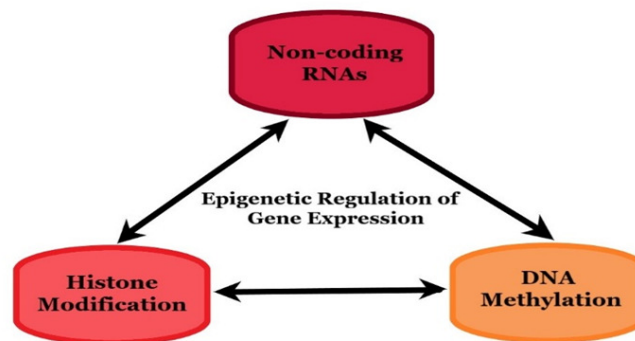 Non-coding
RNAs
Epigenetic Regulation of
Gene Expression
Histone
Modification
DNA
Methylation